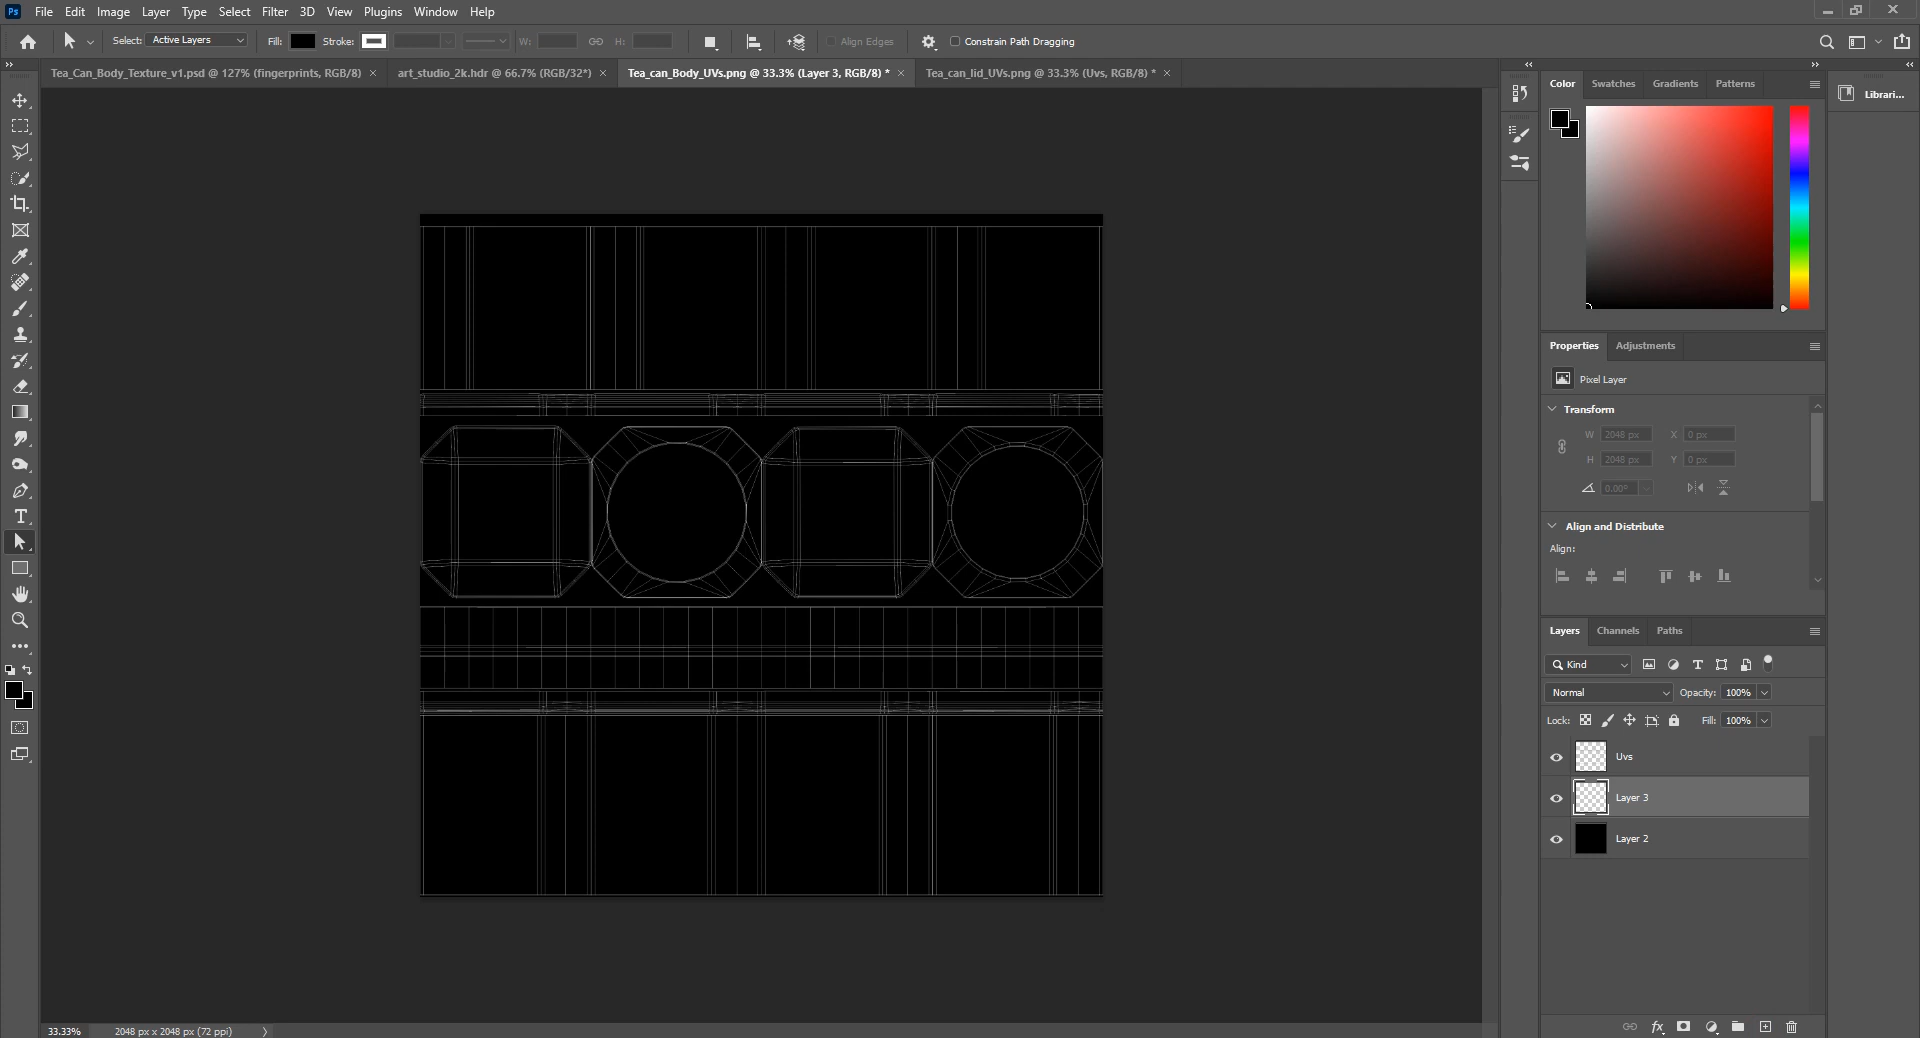 Ps File Edit Image Layer Type Select Filter 3D View Plugins Window Help
Select: Active Layers Fill: Stroke: W: H: Align Edges Constrain Path Dragging
Tea_Can_Body_Texture_v1.psd @ 127% (fingerprints, RGB/8) × art_studio_2k.hdr @ 66.7% (RGB/32*) × Tea_can_Body_UVs.png @ 33.3% (Layer 3, RGB/8) * × Tea_can_lid_UVs.png @ 33.3% (Uvs, RGB/8) * ×
Color Swatches Gradients Patterns
Librari...
Properties Adjustments
Pixel Layer
Transform
W 2048 px X 0 px
H 2048 px Y 0 px
0.00°
Align and Distribute
Align:
Layers Channels Paths
Kind
Normal Opacity: 100%
Lock: Fill: 100%
Uvs
Layer 3
Layer 2
33.33% 2048 px x 2048 px (72 ppi)